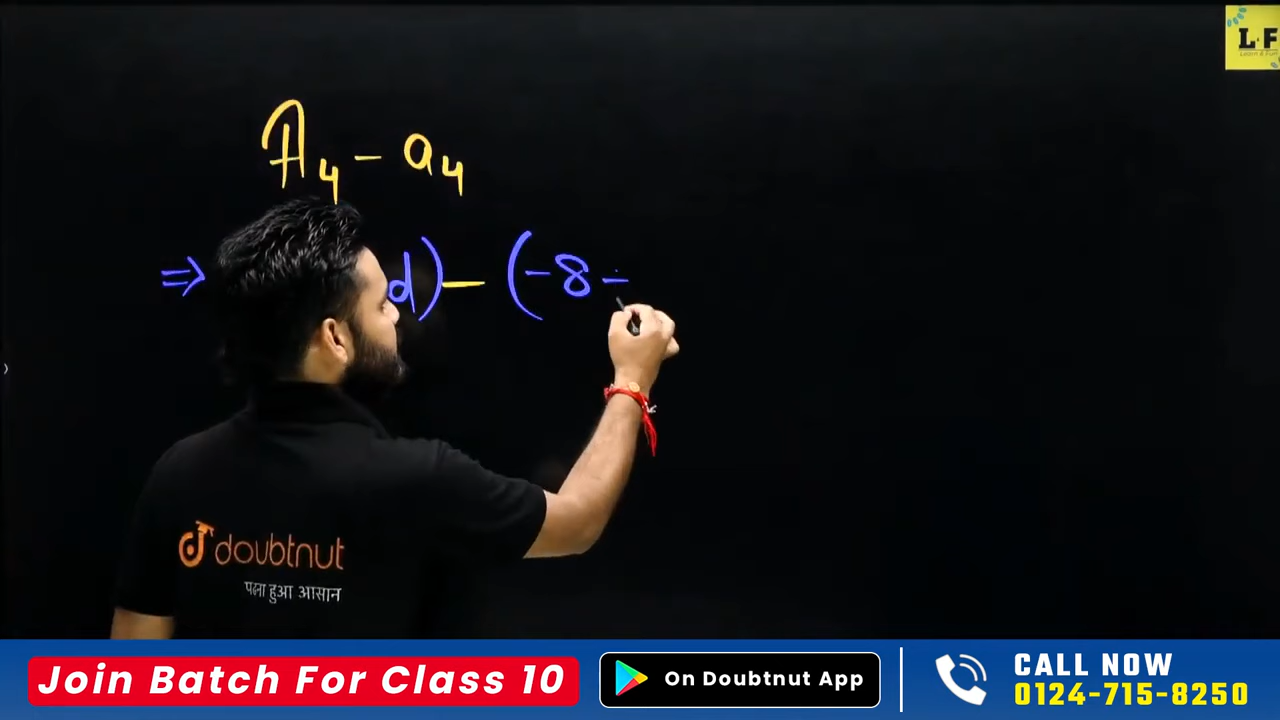 L F
A₄ - a₄
⇒ d) - (-8 -
doubtnut
पढ़ना हुआ आसान
Join Batch For Class 10
On Doubtnut App
CALL NOW
0124-715-8250